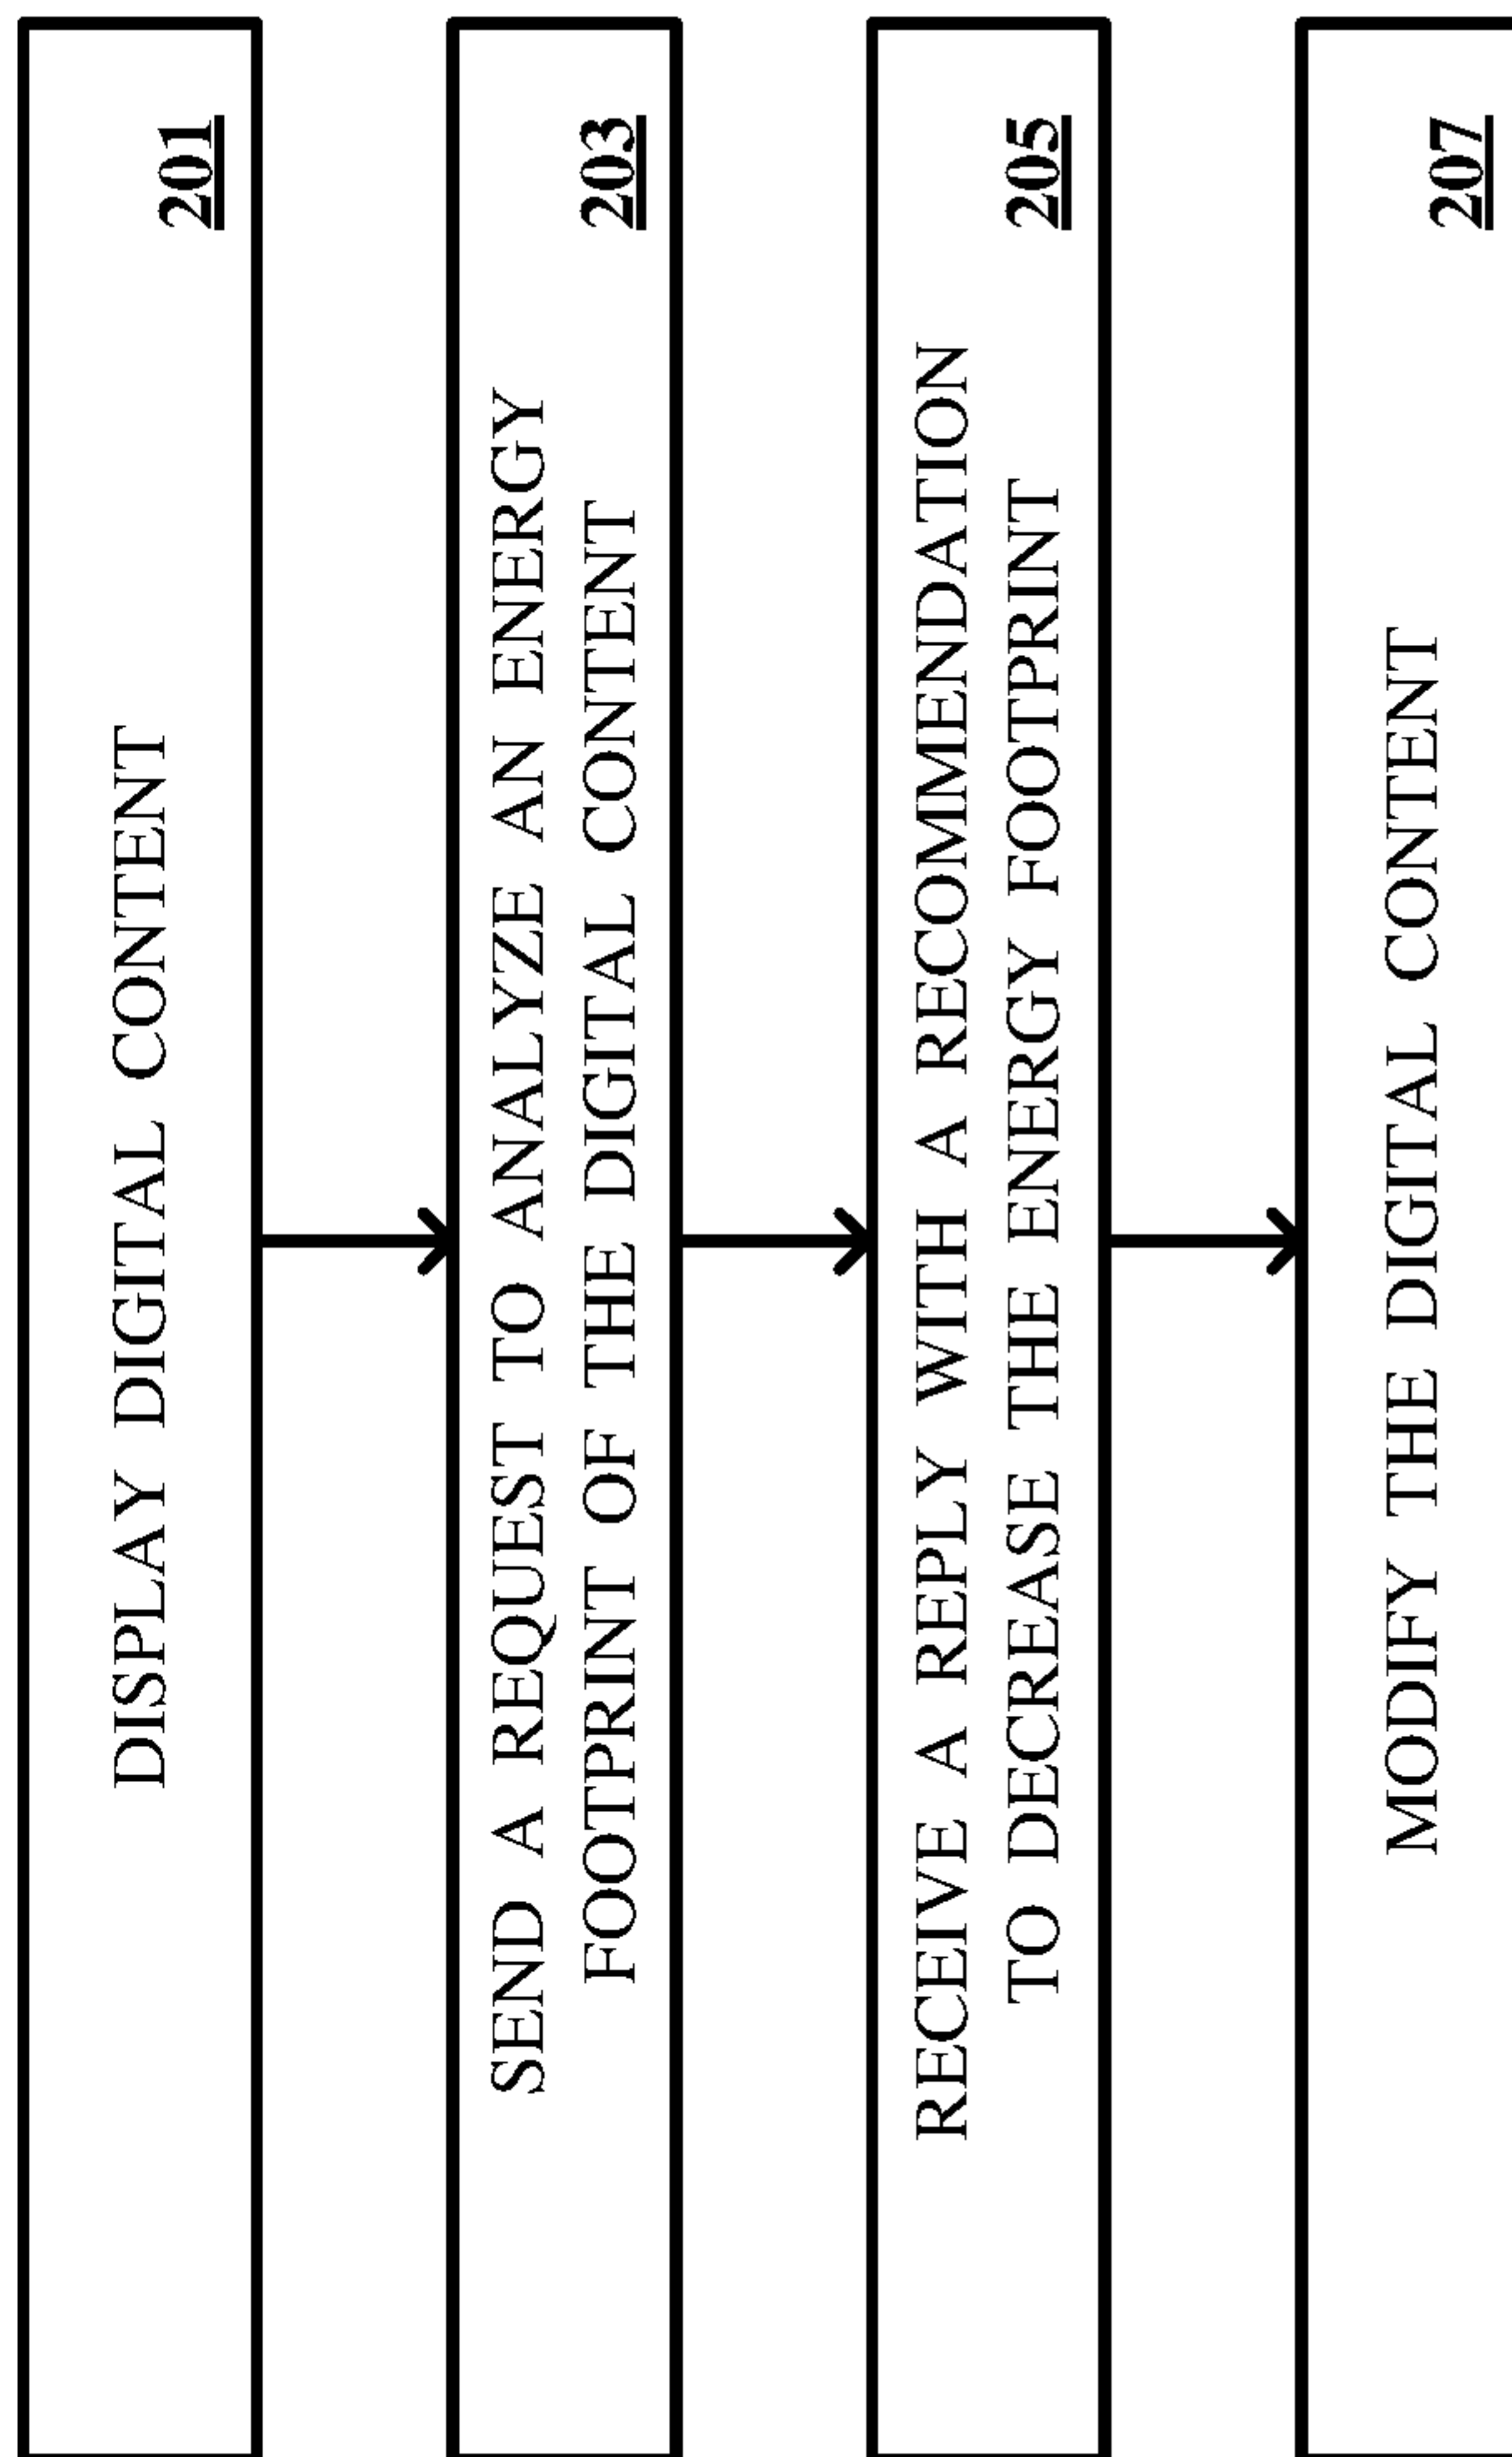 DISPLAY DIGITAL CONTENT
201
SEND A REQUEST TO ANALYZE AN ENERGY
FOOTPRINT OF THE DIGITAL CONTENT
203
RECEIVE A REPLY WITH A RECOMMENDATION
TO DECREASE THE ENERGY FOOTPRINT
205
MODIFY THE DIGITAL CONTENT
207